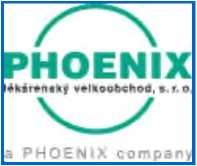 PHOENIX
lékárenský velkoobchod, s. r. o.
a PHOENIX company